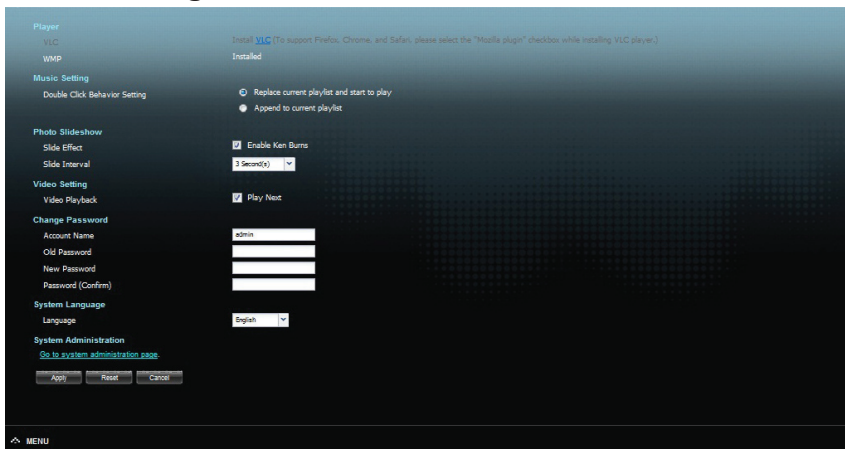 Player
VLC Install VLC (To support Firefox, Chrome, and Safari, please select the "Mozilla plugin" checkbox while installing VLC player.)
WMP Installed
Music Setting
Double Click Behavior Setting Replace current playlist and start to play
Append to current playlist
Photo Slideshow
Slide Effect Enable Ken Burns
Slide Interval 3 Second(s)
Video Setting
Video Playback Play Next
Change Password
Account Name admin
Old Password
New Password
Password (Confirm)
System Language
Language English
System Administration
Go to system administration page.
Apply Reset Cancel
MENU